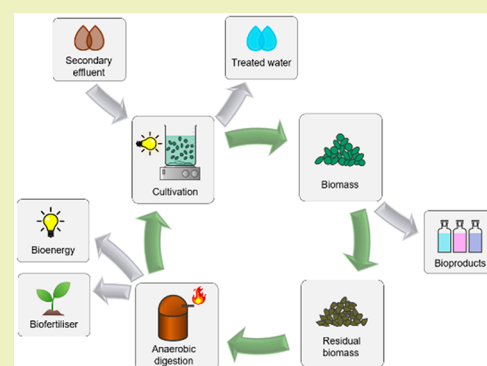 Secondary
effluent
Treated water
Cultivation
Biomass
Bioenergy
Bioproducts
Biofertiliser
Anaerobic
digestion
Residual
biomass